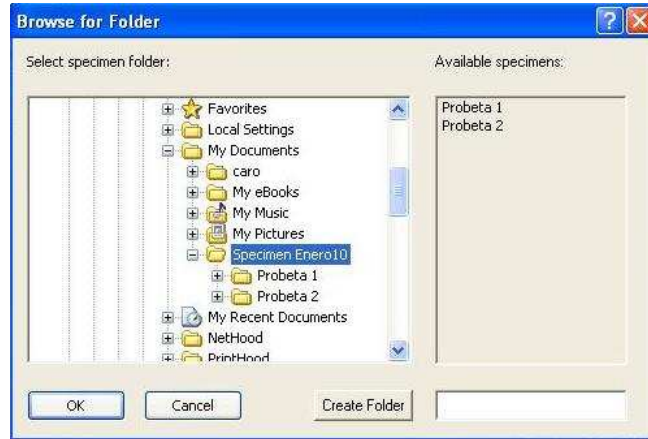 Browse for Folder
Select specimen folder:
Available specimens:
Favorites
Local Settings
My Documents
caro
My eBooks
My Music
My Pictures
Specimen Enero10
Probeta 1
Probeta 2
My Recent Documents
NetHood
PrintHood
Probeta 1
Probeta 2
OK
Cancel
Create Folder